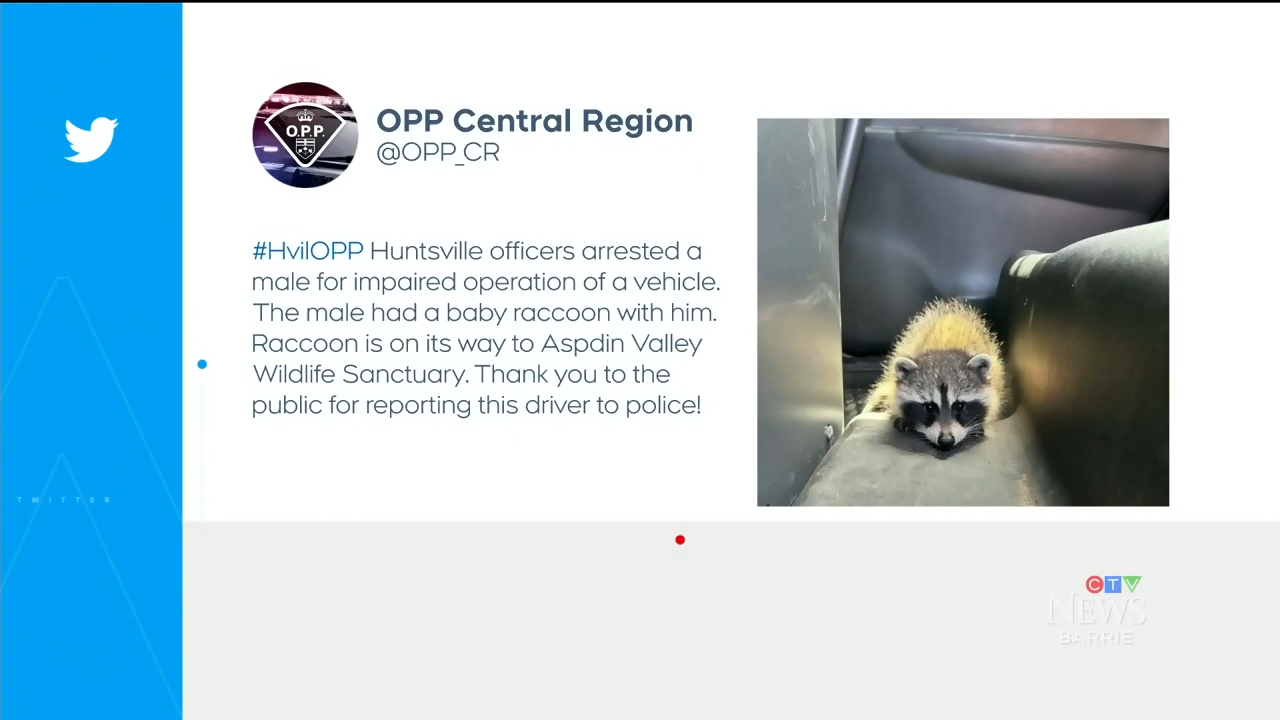 O.P.P.
OPP Central Region
@OPP_CR
#HvilOPP Huntsville officers arrested a
male for impaired operation of a vehicle.
The male had a baby raccoon with him.
Raccoon is on its way to Aspdin Valley
Wildlife Sanctuary. Thank you to the
public for reporting this driver to police!
TWITTER
CTV
NEWS
BARRIE